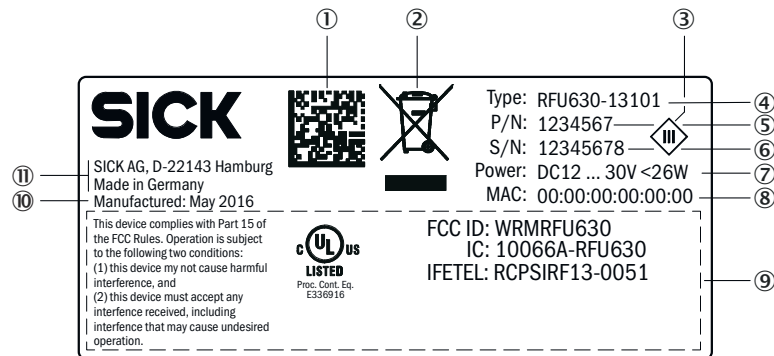 ① ② ③
SICK
Type: RFU630-13101 ④
P/N: 1234567 ⑤
S/N: 12345678 ⑥
Power: DC12 ... 30V <26W ⑦
MAC: 00:00:00:00:00:00 ⑧
III
⑪ SICK AG, D-22143 Hamburg
Made in Germany
⑩ Manufactured: May 2016
This device complies with Part 15 of
the FCC Rules. Operation is subject
to the following two conditions:
(1) this device my not cause harmful
interference, and
(2) this device must accept any
interfence received, including
interfence that may cause undesired
operation.
C UL US
LISTED
Proc. Cont. Eq.
E336916
FCC ID: WRMRFU630
IC: 10066A-RFU630
IFETEL: RCPSIRF13-0051
⑨